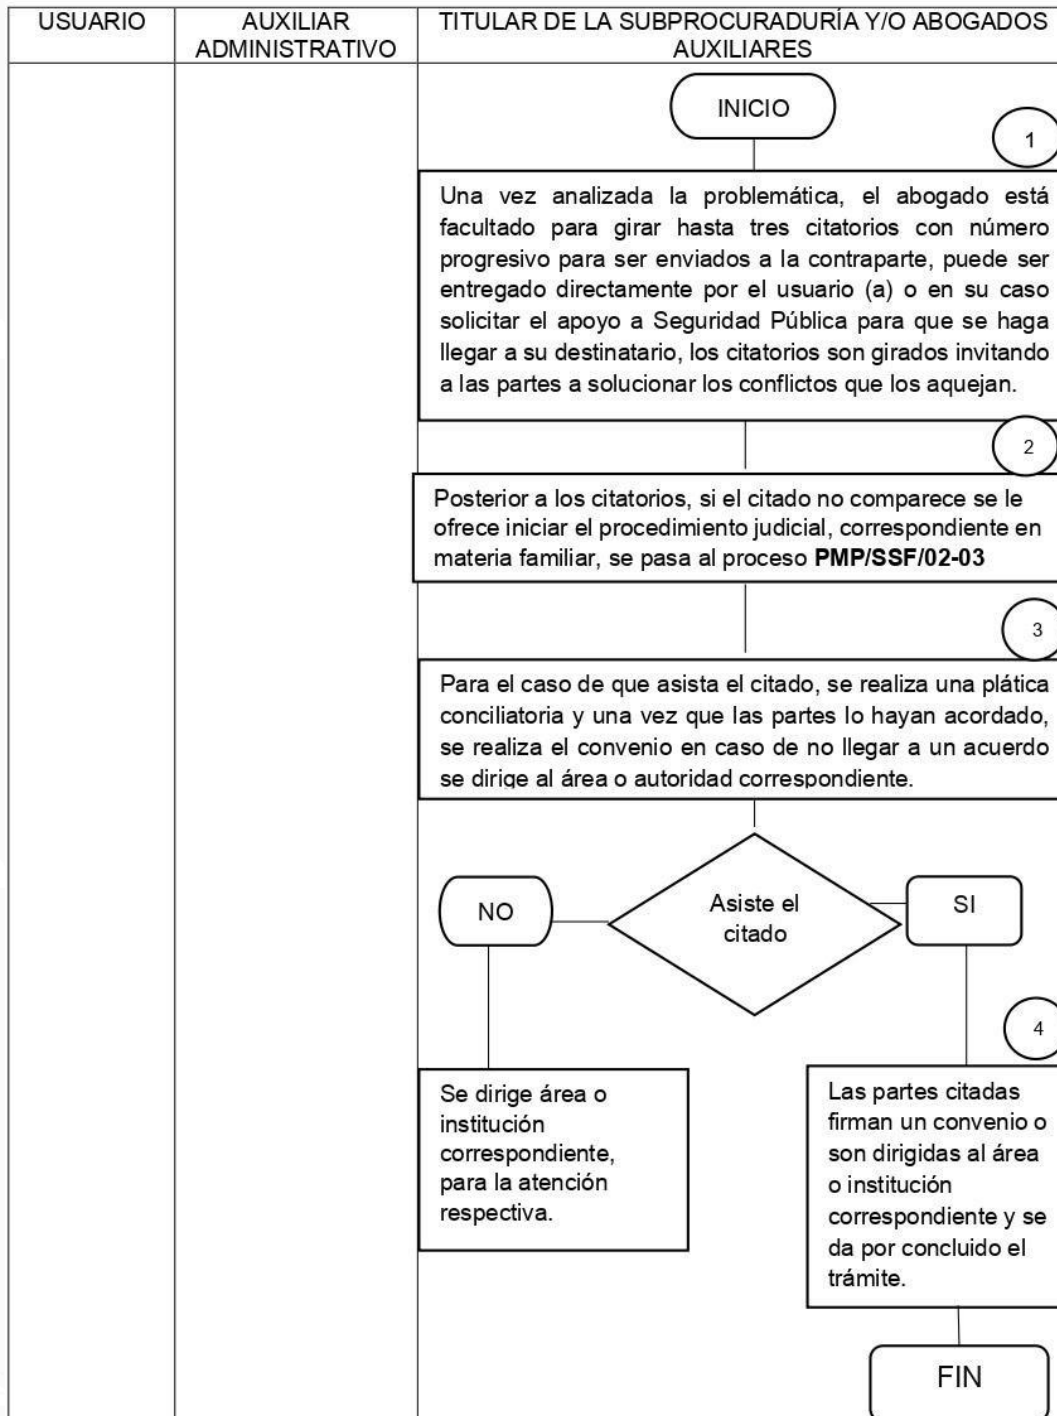 USUARIO
AUXILIAR
ADMINISTRATIVO
TITULAR DE LA SUBPROCURADURÍA Y/O ABOGADOS
AUXILIARES
INICIO
1
Una vez analizada la problemática, el abogado está
facultado para girar hasta tres citatorios con número
progresivo para ser enviados a la contraparte, puede ser
entregado directamente por el usuario (a) o en su caso
solicitar el apoyo a Seguridad Pública para que se haga
llegar a su destinatario, los citatorios son girados invitando
a las partes a solucionar los conflictos que los aquejan.
2
Posterior a los citatorios, si el citado no comparece se le
ofrece iniciar el procedimiento judicial, correspondiente en
materia familiar, se pasa al proceso PMP/SSF/02-03
3
Para el caso de que asista el citado, se realiza una plática
conciliatoria y una vez que las partes lo hayan acordado,
se realiza el convenio en caso de no llegar a un acuerdo
se dirige al área o autoridad correspondiente.
NO
Asiste el
citado
SI
4
Se dirige área o
institución
correspondiente,
para la atención
respectiva.
Las partes citadas
firman un convenio o
son dirigidas al área
o institución
correspondiente y se
da por concluido el
trámite.
FIN